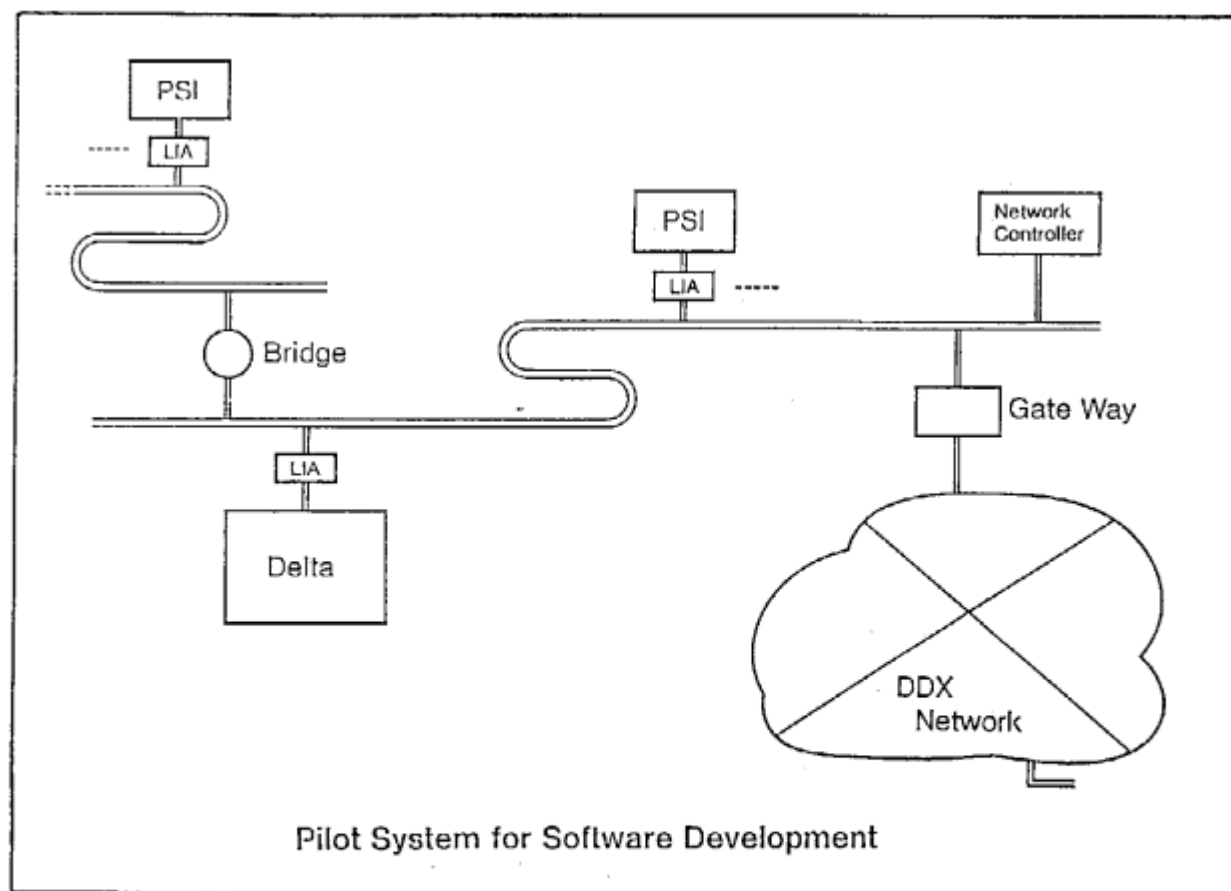 PSI
LIA
PSI
Network
Controller
LIA
Bridge
Gate Way
LIA
Delta
DDX
Network
Pilot System for Software Development